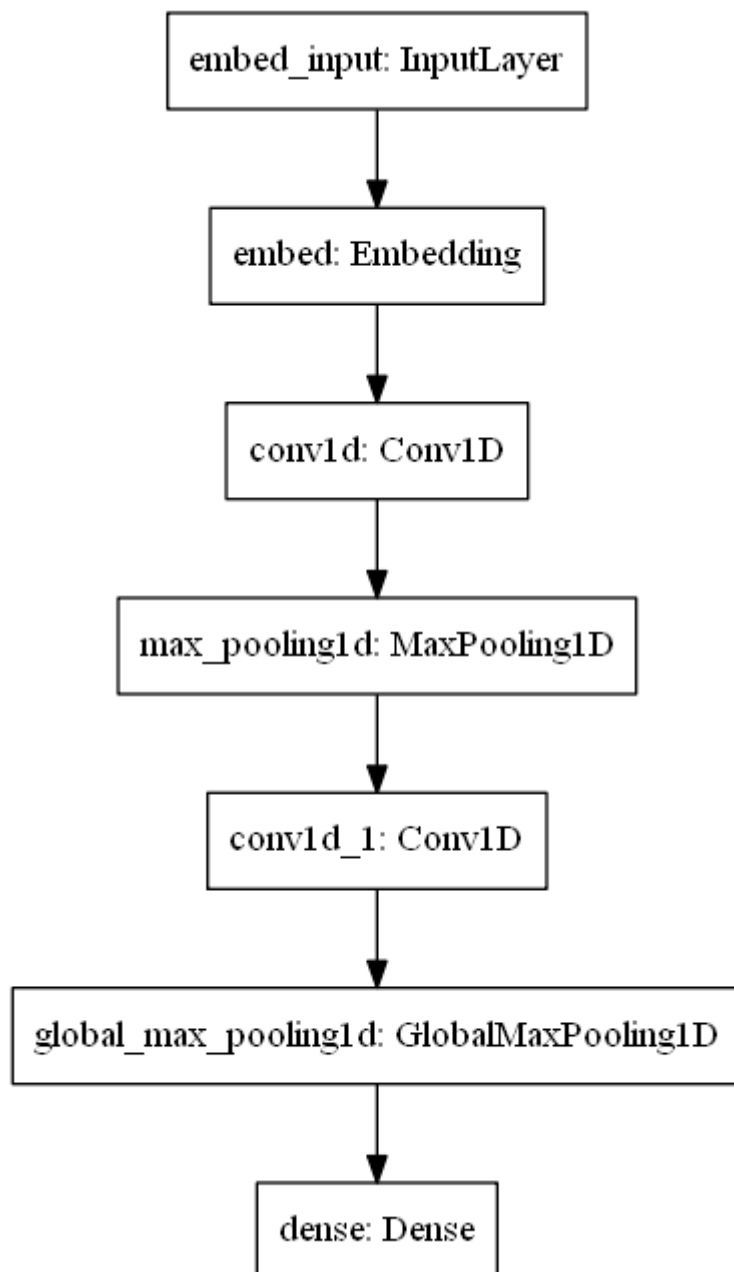 embed_input: InputLayer
embed: Embedding
conv1d: Conv1D
max_pooling1d: MaxPooling1D
conv1d_1: Conv1D
global_max_pooling1d: GlobalMaxPooling1D
dense: Dense